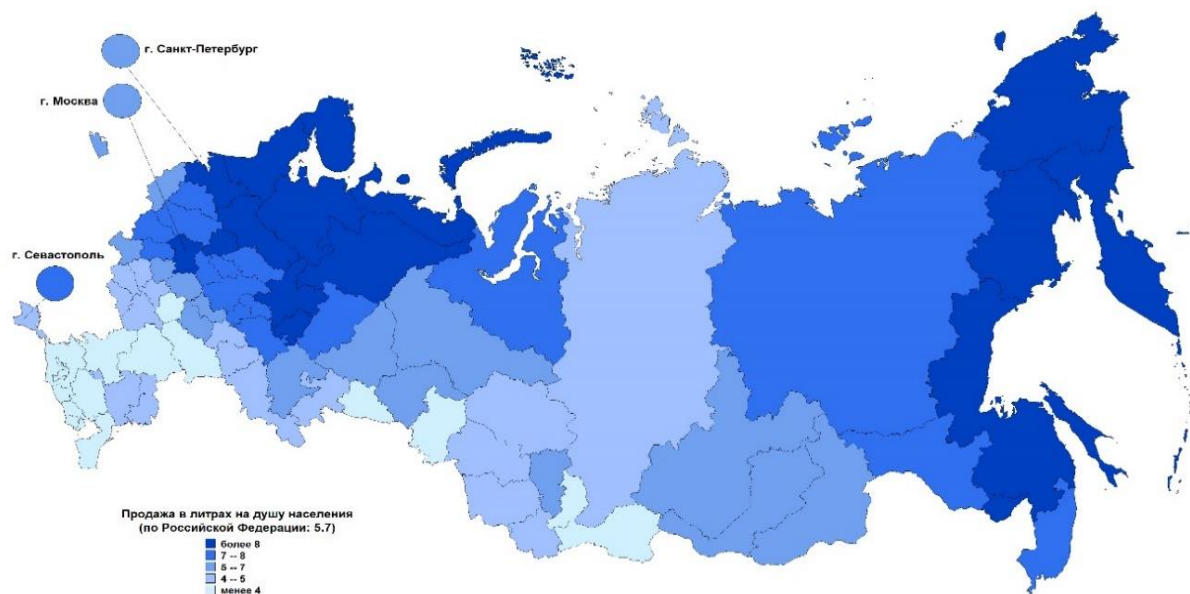 г. Санкт-Петербург
г. Москва
г. Севастополь
Продажа в литрах на душу населения
(по Российской Федерации: 5.7)
более 8
7 -- 8
5 -- 7
4 -- 5
менее 4